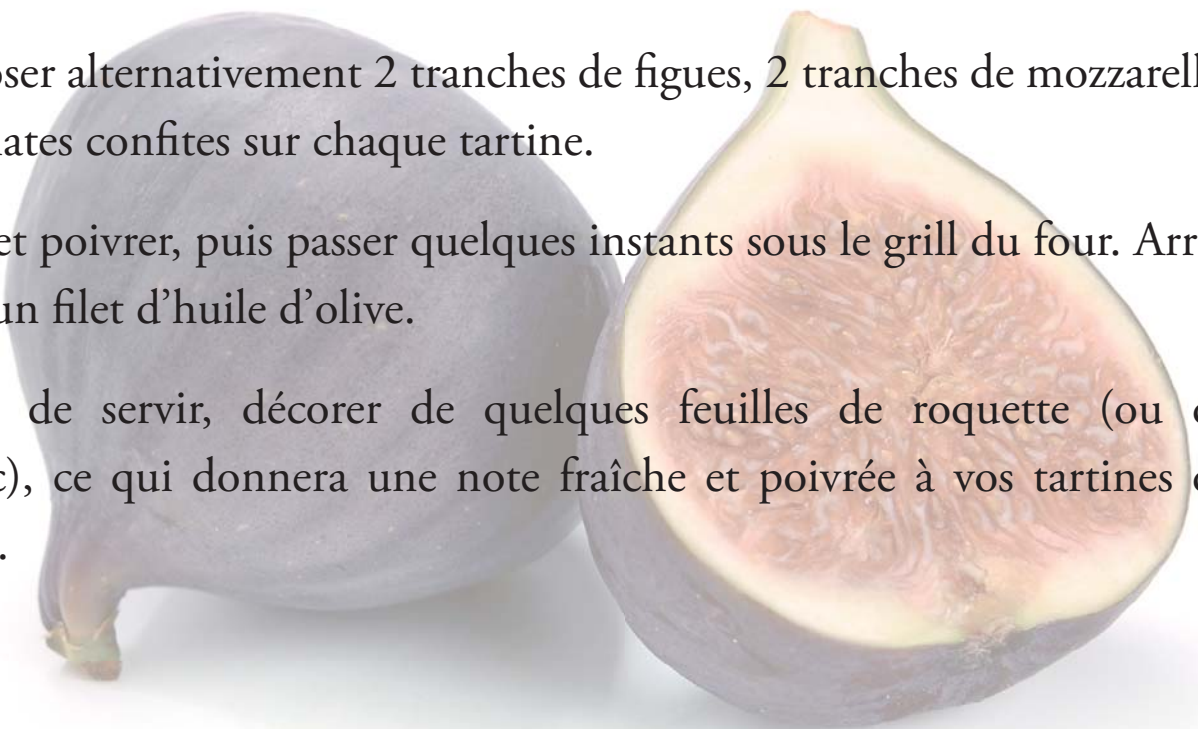 oser alternativement 2 tranches de figues, 2 tranches de mozzarell
ates confites sur chaque tartine.
et poivrer, puis passer quelques instants sous le grill du four. Arr
un filet d'huile d'olive.
de servir, décorer de quelques feuilles de roquette (ou
c), ce qui donnera une note fraîche et poivrée à vos tartines
.